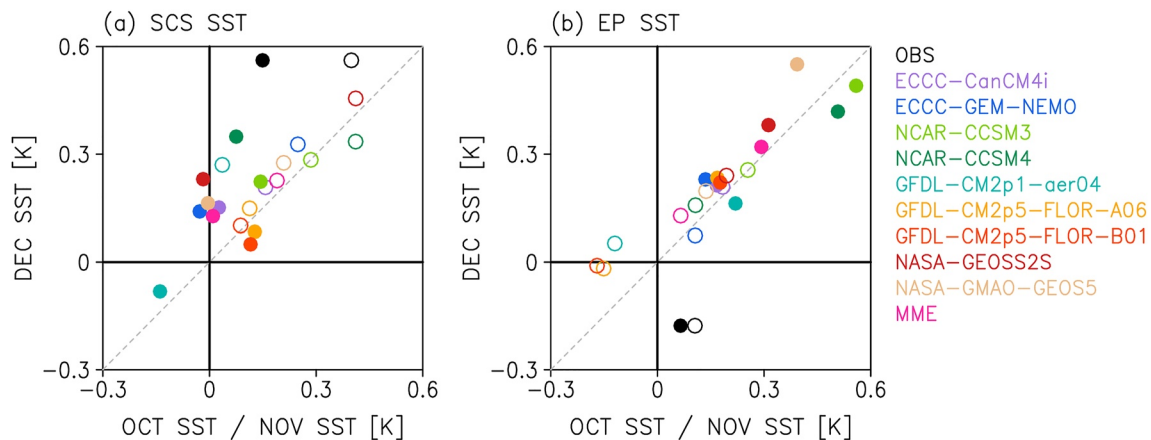 (a) SCS SST
0.6
0.3
0
−0.3
−0.3
0
0.3
0.6
DEC SST [K]
OCT SST / NOV SST [K]
(b) EP SST
0.6
0.3
0
−0.3
−0.3
0
0.3
0.6
DEC SST [K]
OCT SST / NOV SST [K]
OBS
ECCC−CanCM4i
ECCC−GEM−NEMO
NCAR−CCSM3
NCAR−CCSM4
GFDL−CM2p1−aer04
GFDL−CM2p5−FLOR−A06
GFDL−CM2p5−FLOR−B01
NASA−GEOSS2S
NASA−GMAO−GEOS5
MME